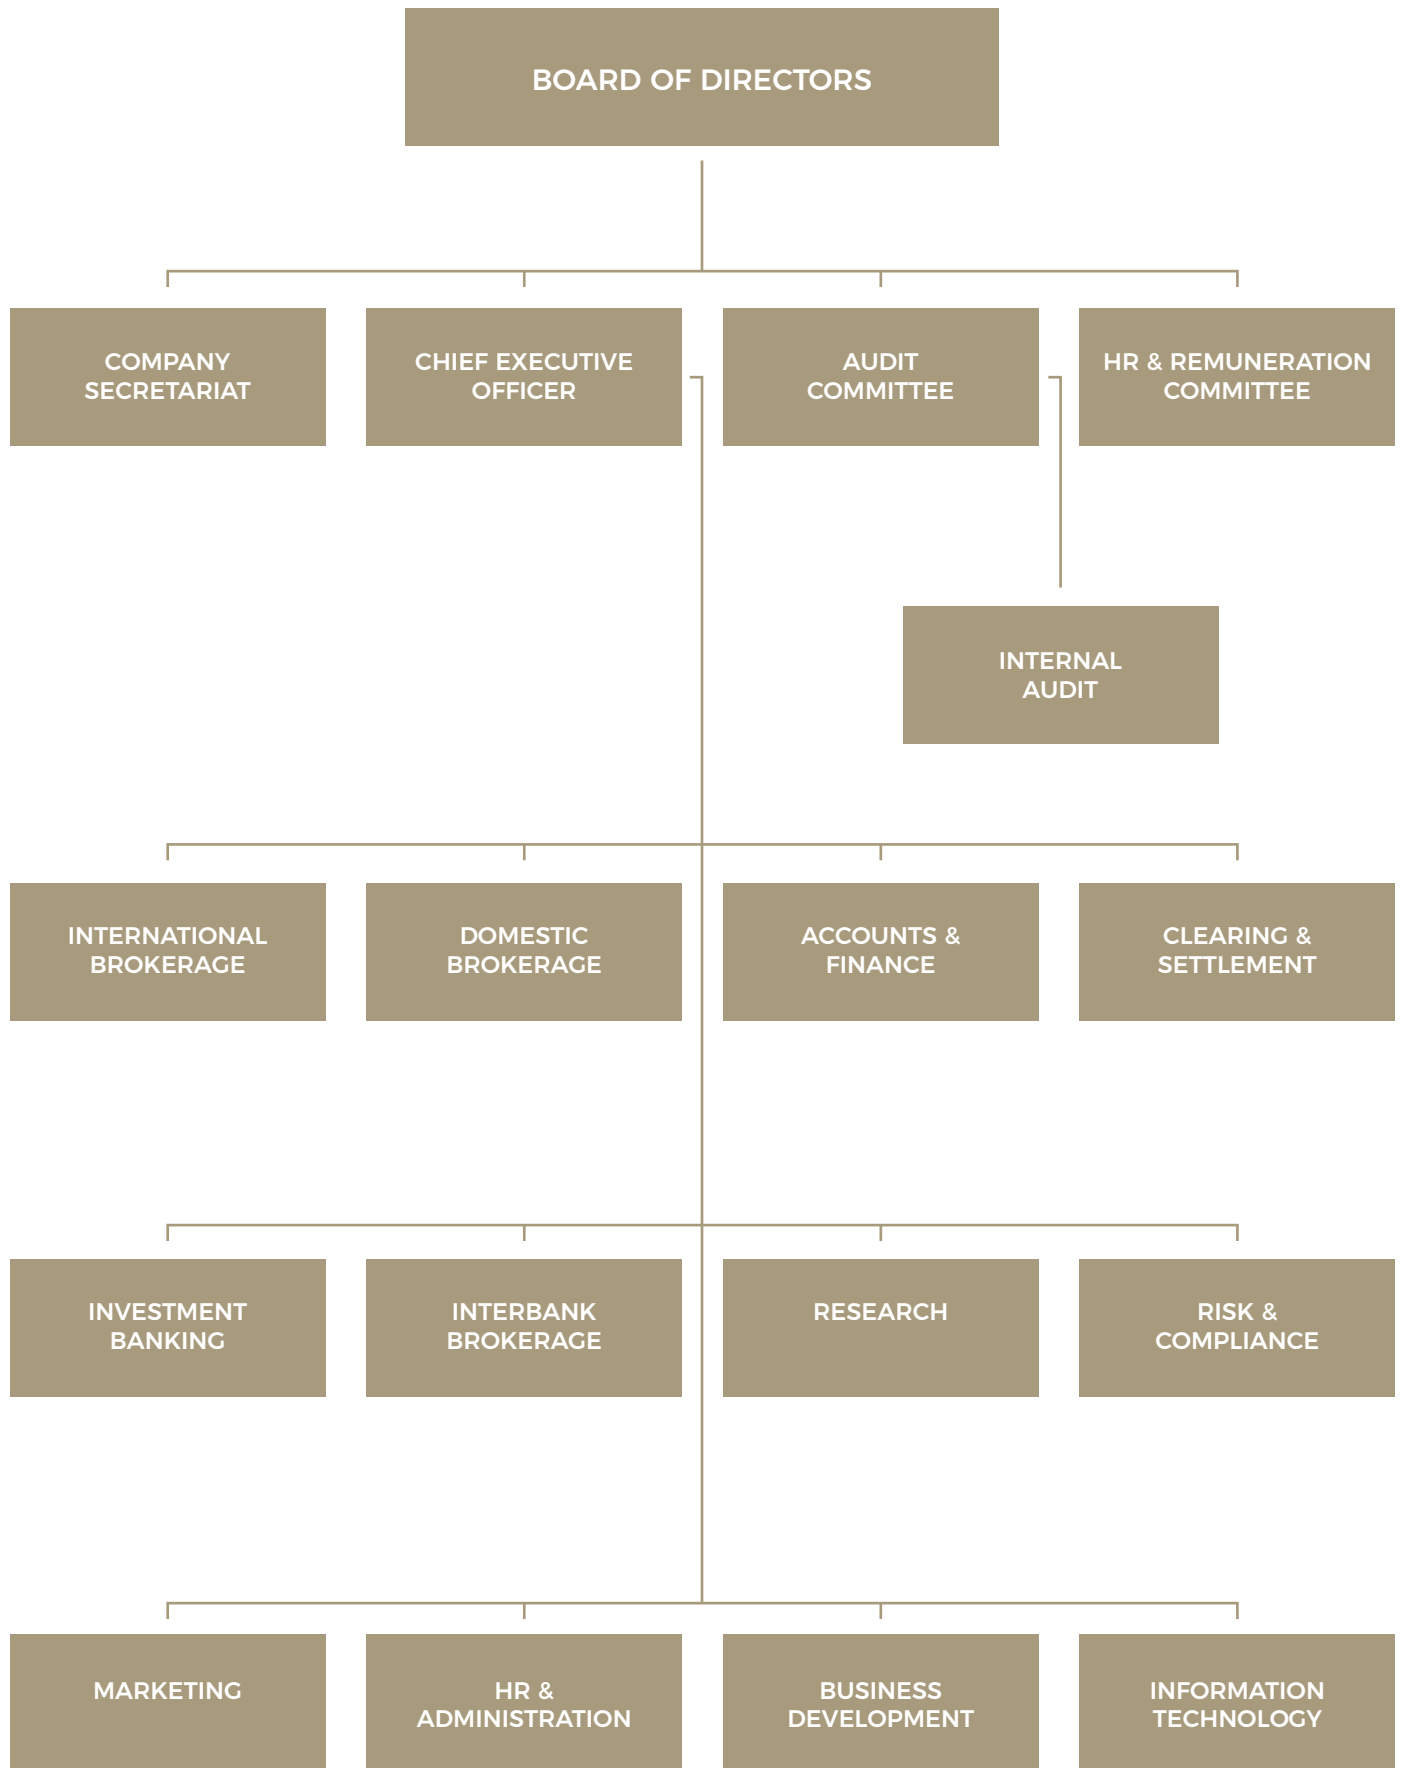 BOARD OF DIRECTORS
COMPANY
SECRETARIAT
CHIEF EXECUTIVE
OFFICER
AUDIT
COMMITTEE
HR & REMUNERATION
COMMITTEE
INTERNAL
AUDIT
INTERNATIONAL
BROKERAGE
DOMESTIC
BROKERAGE
ACCOUNTS &
FINANCE
CLEARING &
SETTLEMENT
INVESTMENT
BANKING
INTERBANK
BROKERAGE
RESEARCH
RISK &
COMPLIANCE
MARKETING
HR &
ADMINISTRATION
BUSINESS
DEVELOPMENT
INFORMATION
TECHNOLOGY